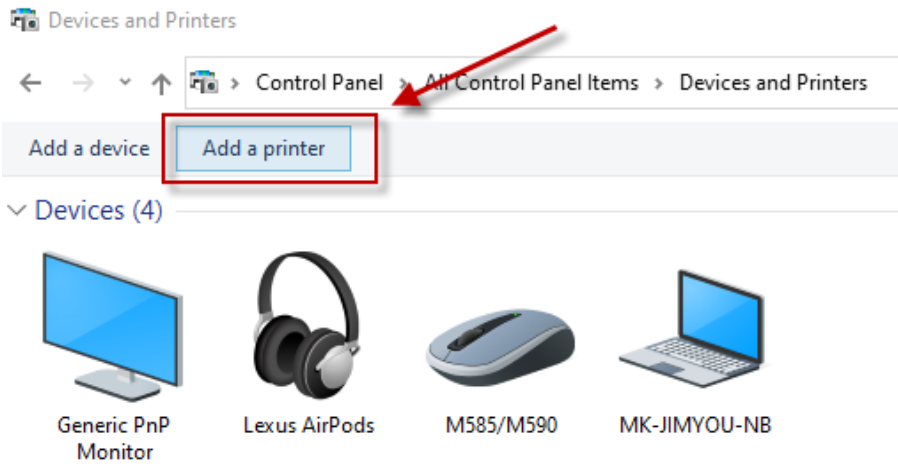 Devices and Printers
Control Panel > All Control Panel Items > Devices and Printers
Add a device Add a printer
Devices (4)
Generic PnP Monitor
Lexus AirPods
M585/M590
MK-JIMYOU-NB